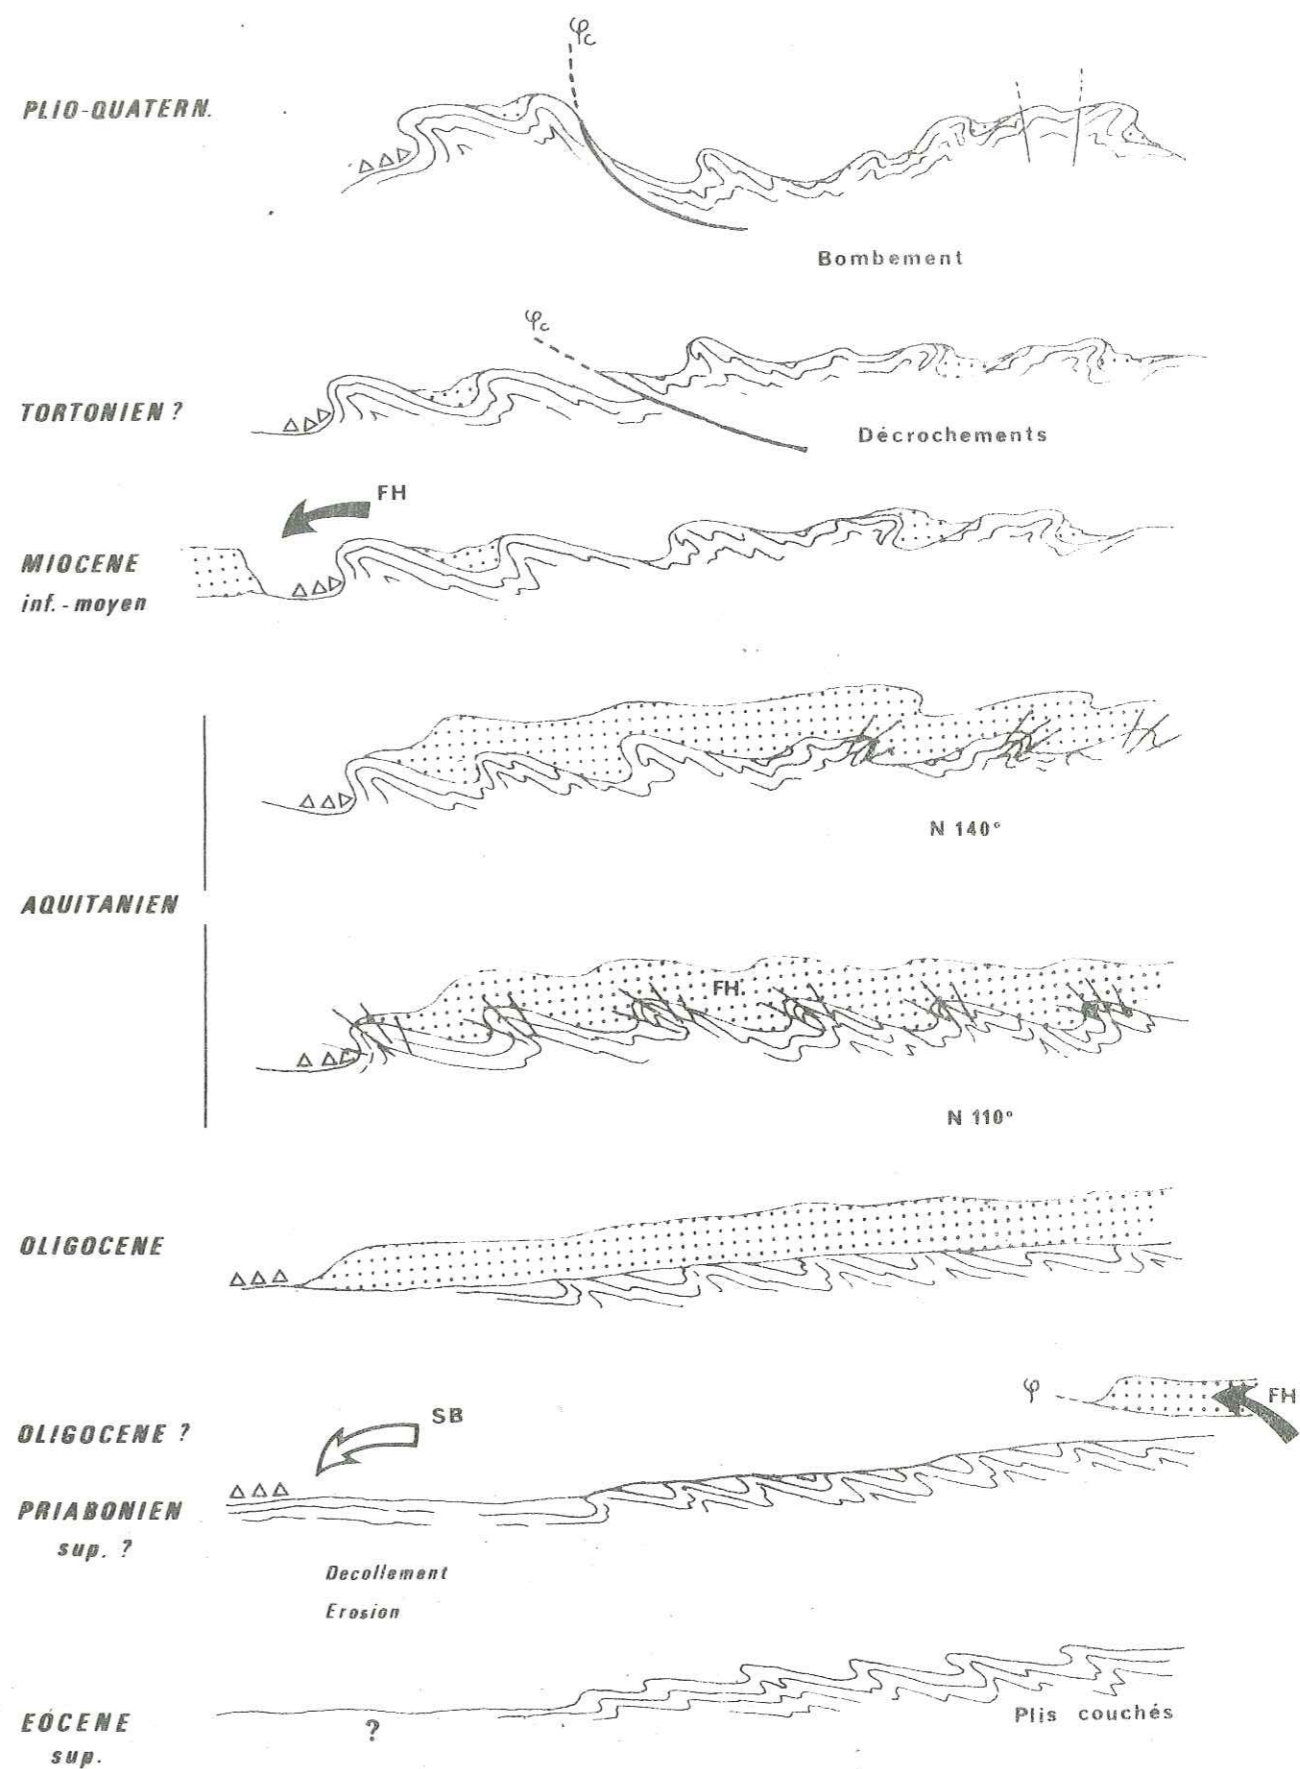 φc
PLIO-QUATERN.
Bombement
φc
TORTONIEN ?
Décrochements
FH
MIOCENE
inf.-moyen
N 140°
AQUITANIEN
FH
N 110°
OLIGOCENE
φ
FH
SB
OLIGOCENE ?
PRIABONIEN
sup. ?
Decollement
Erosion
Plis couchés
EOCENE
?
sup.